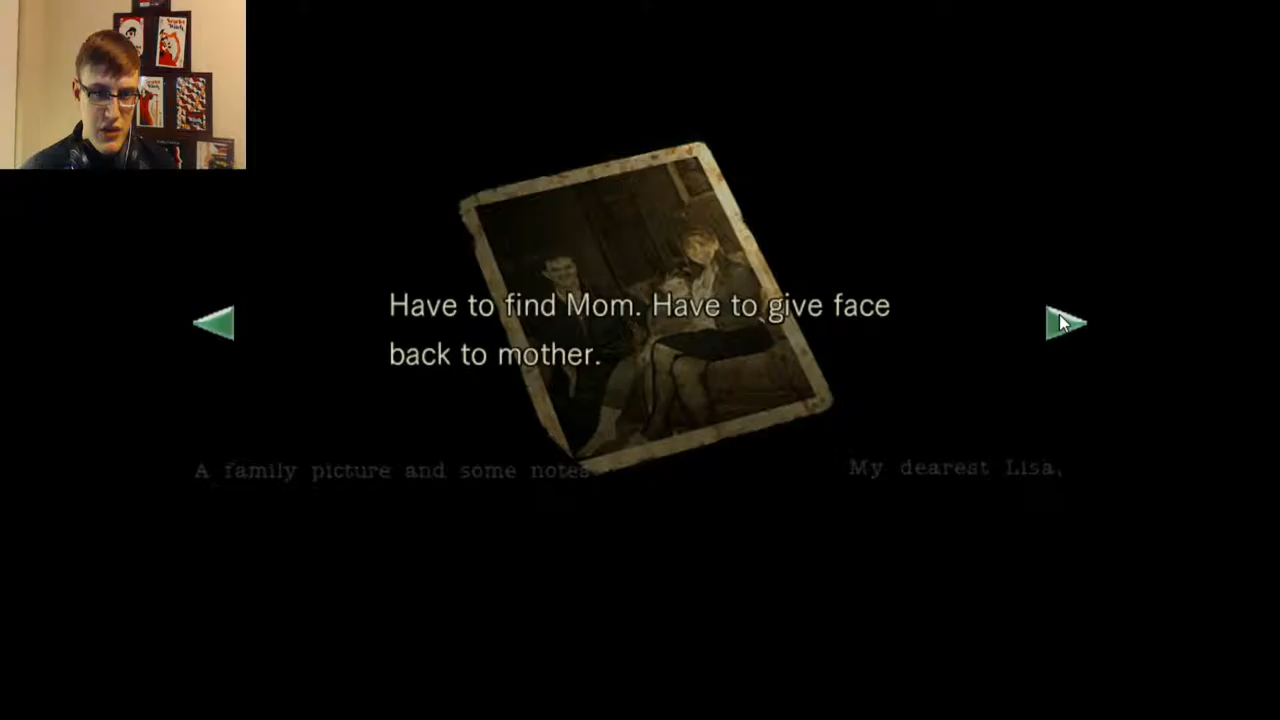 Have to find Mom. Have to give face
back to mother.
A family picture and some notes
My dearest Lisa,